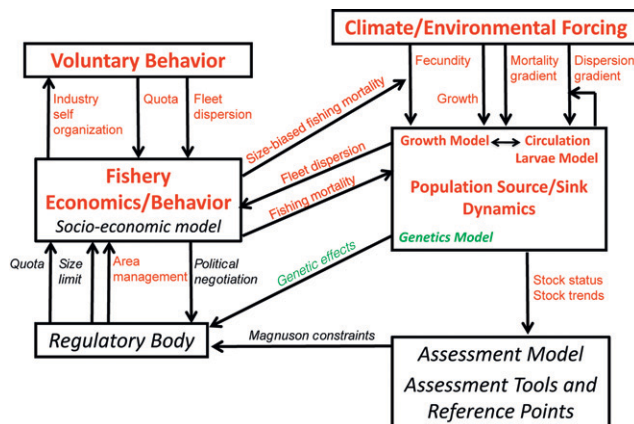 Climate/Environmental Forcing
Voluntary Behavior
Fecundity
Mortality
gradient
Dispersion
gradient
Growth
Industry
self
organization
Quota
Fleet
dispersion
Size-biased fishing mortality
Growth Model
Circulation
Larvae Model
Fleet dispersion
Fishery
Economics/Behavior
Socio-economic model
Fishing mortality
Population Source/Sink
Dynamics
Genetics Model
Quota
Size
limit
Area
management
Political
negotiation
Genetic effects
Stock status
Stock trends
Regulatory Body
Magnuson constraints
Assessment Model
Assessment Tools and
Reference Points